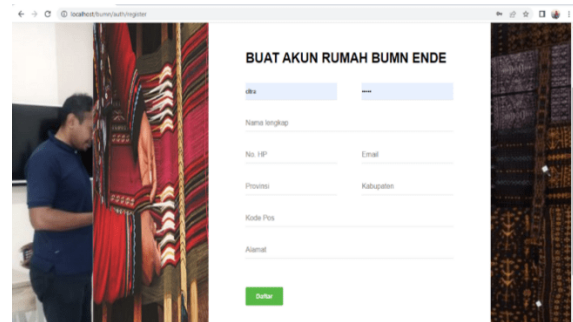 localhost/bumn/auth/register
BUAT AKUN RUMAH BUMN ENDE
dika •••••
Nama lengkap
No. HP Email
Provinsi Kabupaten
Kode Pos
Alamat
Daftar